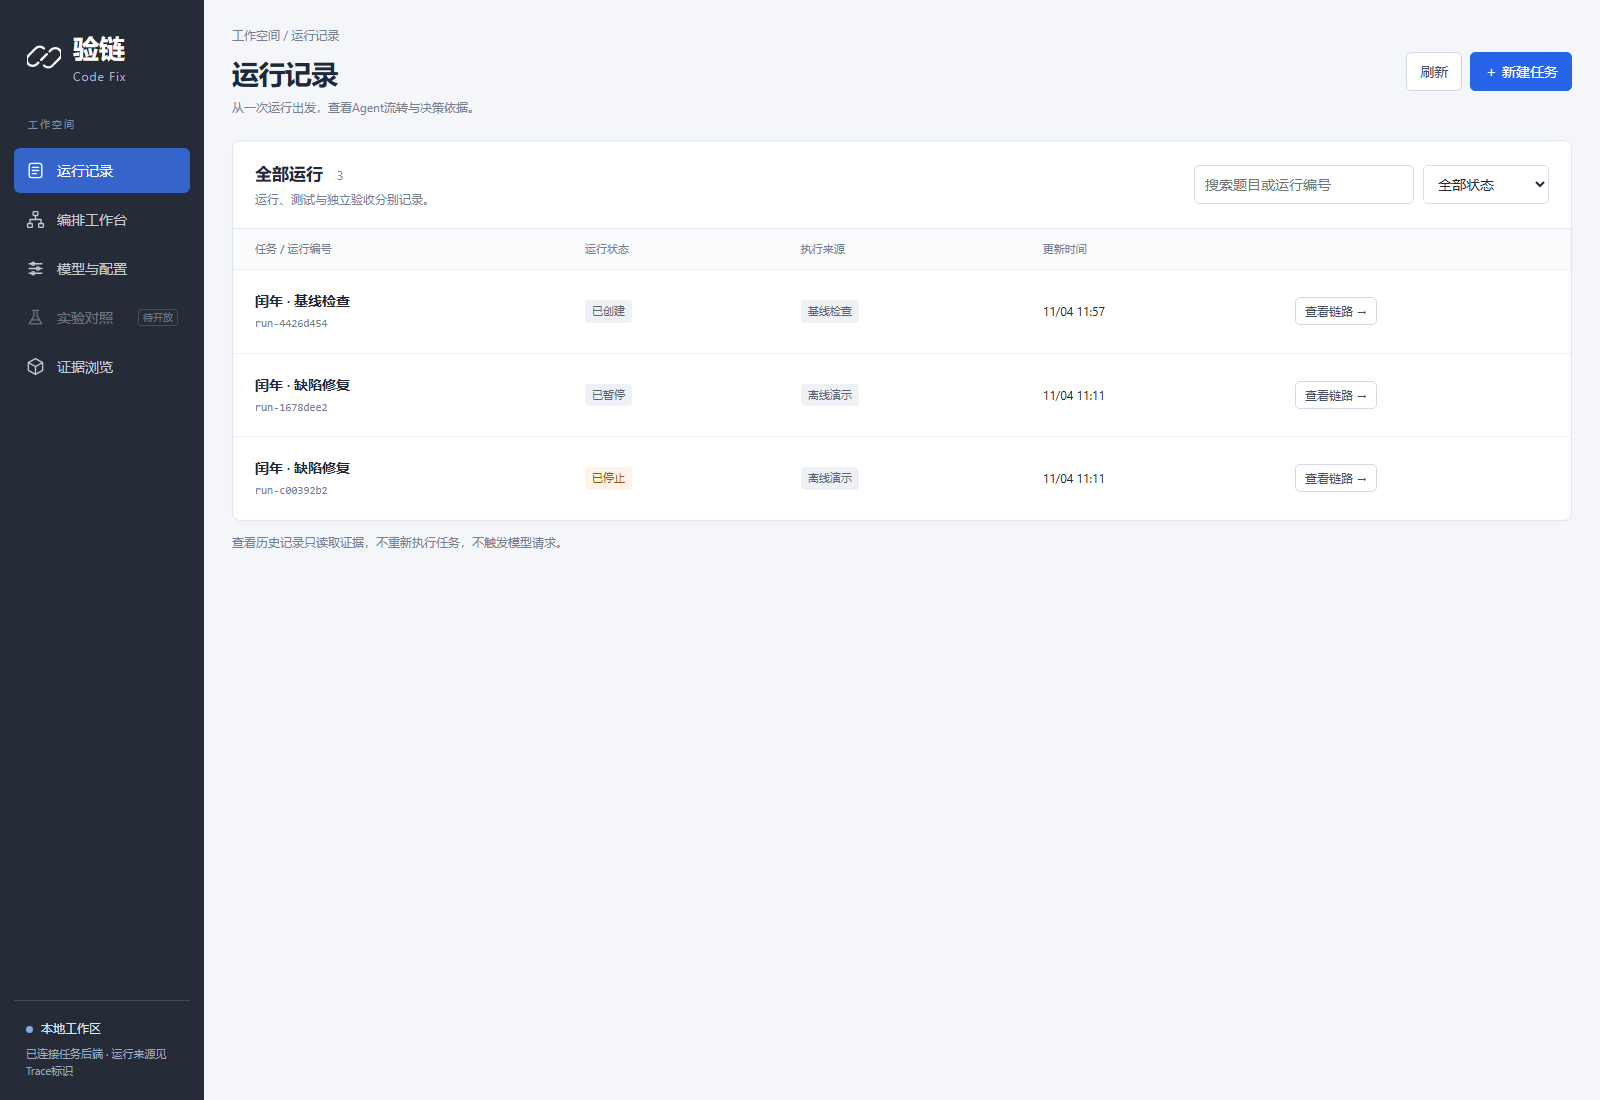 验链
Code Fix
工作空间
运行记录
编排工作台
模型与配置
实验对照 待开放
证据浏览
本地工作区
已连接任务后端 · 运行来源见
Trace标识
工作空间 / 运行记录
运行记录
从一次运行出发，查看Agent流转与决策依据。
刷新
+ 新建任务
全部运行 3
运行、测试与独立验收分别记录。
搜索题目或运行编号
全部状态
任务 / 运行编号 运行状态 执行来源 更新时间
闰年 · 基线检查
run-4426d454
已创建 基线检查 11/04 11:57 查看链路 →
闰年 · 缺陷修复
run-1678dee2
已暂停 离线演示 11/04 11:11 查看链路 →
闰年 · 缺陷修复
run-c00392b2
已停止 离线演示 11/04 11:11 查看链路 →
查看历史记录只读取证据，不重新执行任务，不触发模型请求。